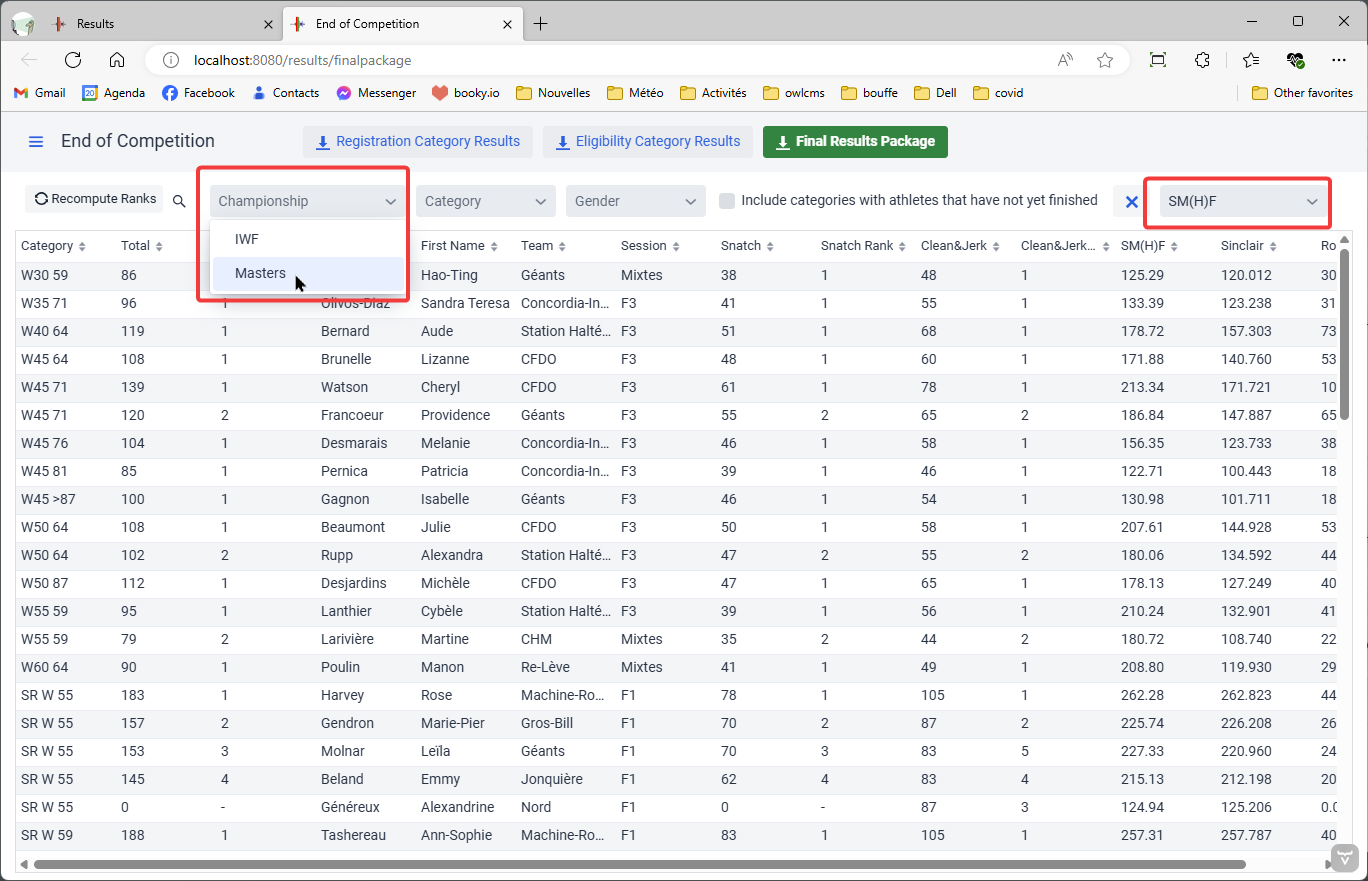 Results
End of Competition
localhost:8080/results/finalpackage
Gmail Agenda Facebook Contacts Messenger booky.io Nouvelles Météo Activités owlcms bouffe Dell covid Other favorites
End of Competition Registration Category Results Eligibility Category Results Final Results Package
Recompute Ranks Championship Category Gender Include categories with athletes that have not yet finished SM(H)F
IWF
Masters
Category Total First Name Team Session Snatch Snatch Rank Clean&Jerk Clean&Jerk... SM(H)F Sinclair Ro
W30 59 86 Hao-Ting Géants Mixtes 38 1 48 1 125.29 120.012 30
W35 71 96 1 Olivos-Diaz Sandra Teresa Concordia-In... F3 41 1 55 1 133.39 123.238 31
W40 64 119 1 Bernard Aude Station Halté... F3 51 1 68 1 178.72 157.303 73
W45 64 108 1 Brunelle Lizanne CFDO F3 48 1 60 1 171.88 140.760 53
W45 71 139 1 Watson Cheryl CFDO F3 61 1 78 1 213.34 171.721 10
W45 71 120 2 Francoeur Providence Géants F3 55 2 65 2 186.84 147.887 65
W45 76 104 1 Desmarais Melanie Concordia-In... F3 46 1 58 1 156.35 123.733 38
W45 81 85 1 Pernica Patricia Concordia-In... F3 39 1 46 1 122.71 100.443 18
W45 >87 100 1 Gagnon Isabelle Géants F3 46 1 54 1 130.98 101.711 18
W50 64 108 1 Beaumont Julie CFDO F3 50 1 58 1 207.61 144.928 53
W50 64 102 2 Rupp Alexandra Station Halté... F3 47 2 55 2 180.06 134.592 44
W50 87 112 1 Desjardins Michèle CFDO F3 47 1 65 1 178.13 127.249 40
W55 59 95 1 Lanthier Cybèle Station Halté... F3 39 1 56 1 210.24 132.901 41
W55 59 79 2 Larivière Martine CHM Mixtes 35 2 44 2 180.72 108.740 22
W60 64 90 1 Poulin Manon Re-Lève Mixtes 41 1 49 1 208.80 119.930 29
SR W 55 183 1 Harvey Rose Machine-Ro... F1 78 1 105 1 262.28 262.823 44
SR W 55 157 2 Gendron Marie-Pier Gros-Bill F1 70 2 87 2 225.74 226.208 26
SR W 55 153 3 Molnar Leïla Géants F1 70 3 83 5 227.33 220.960 24
SR W 55 145 4 Beland Emmy Jonquière F1 62 4 83 4 215.13 212.198 20
SR W 55 0 - Généreux Alexandrine Nord F1 0 - 87 3 124.94 125.206 0.0
SR W 59 188 1 Tashereau Ann-Sophie Machine-Ro... F1 83 1 105 1 257.31 257.787 40